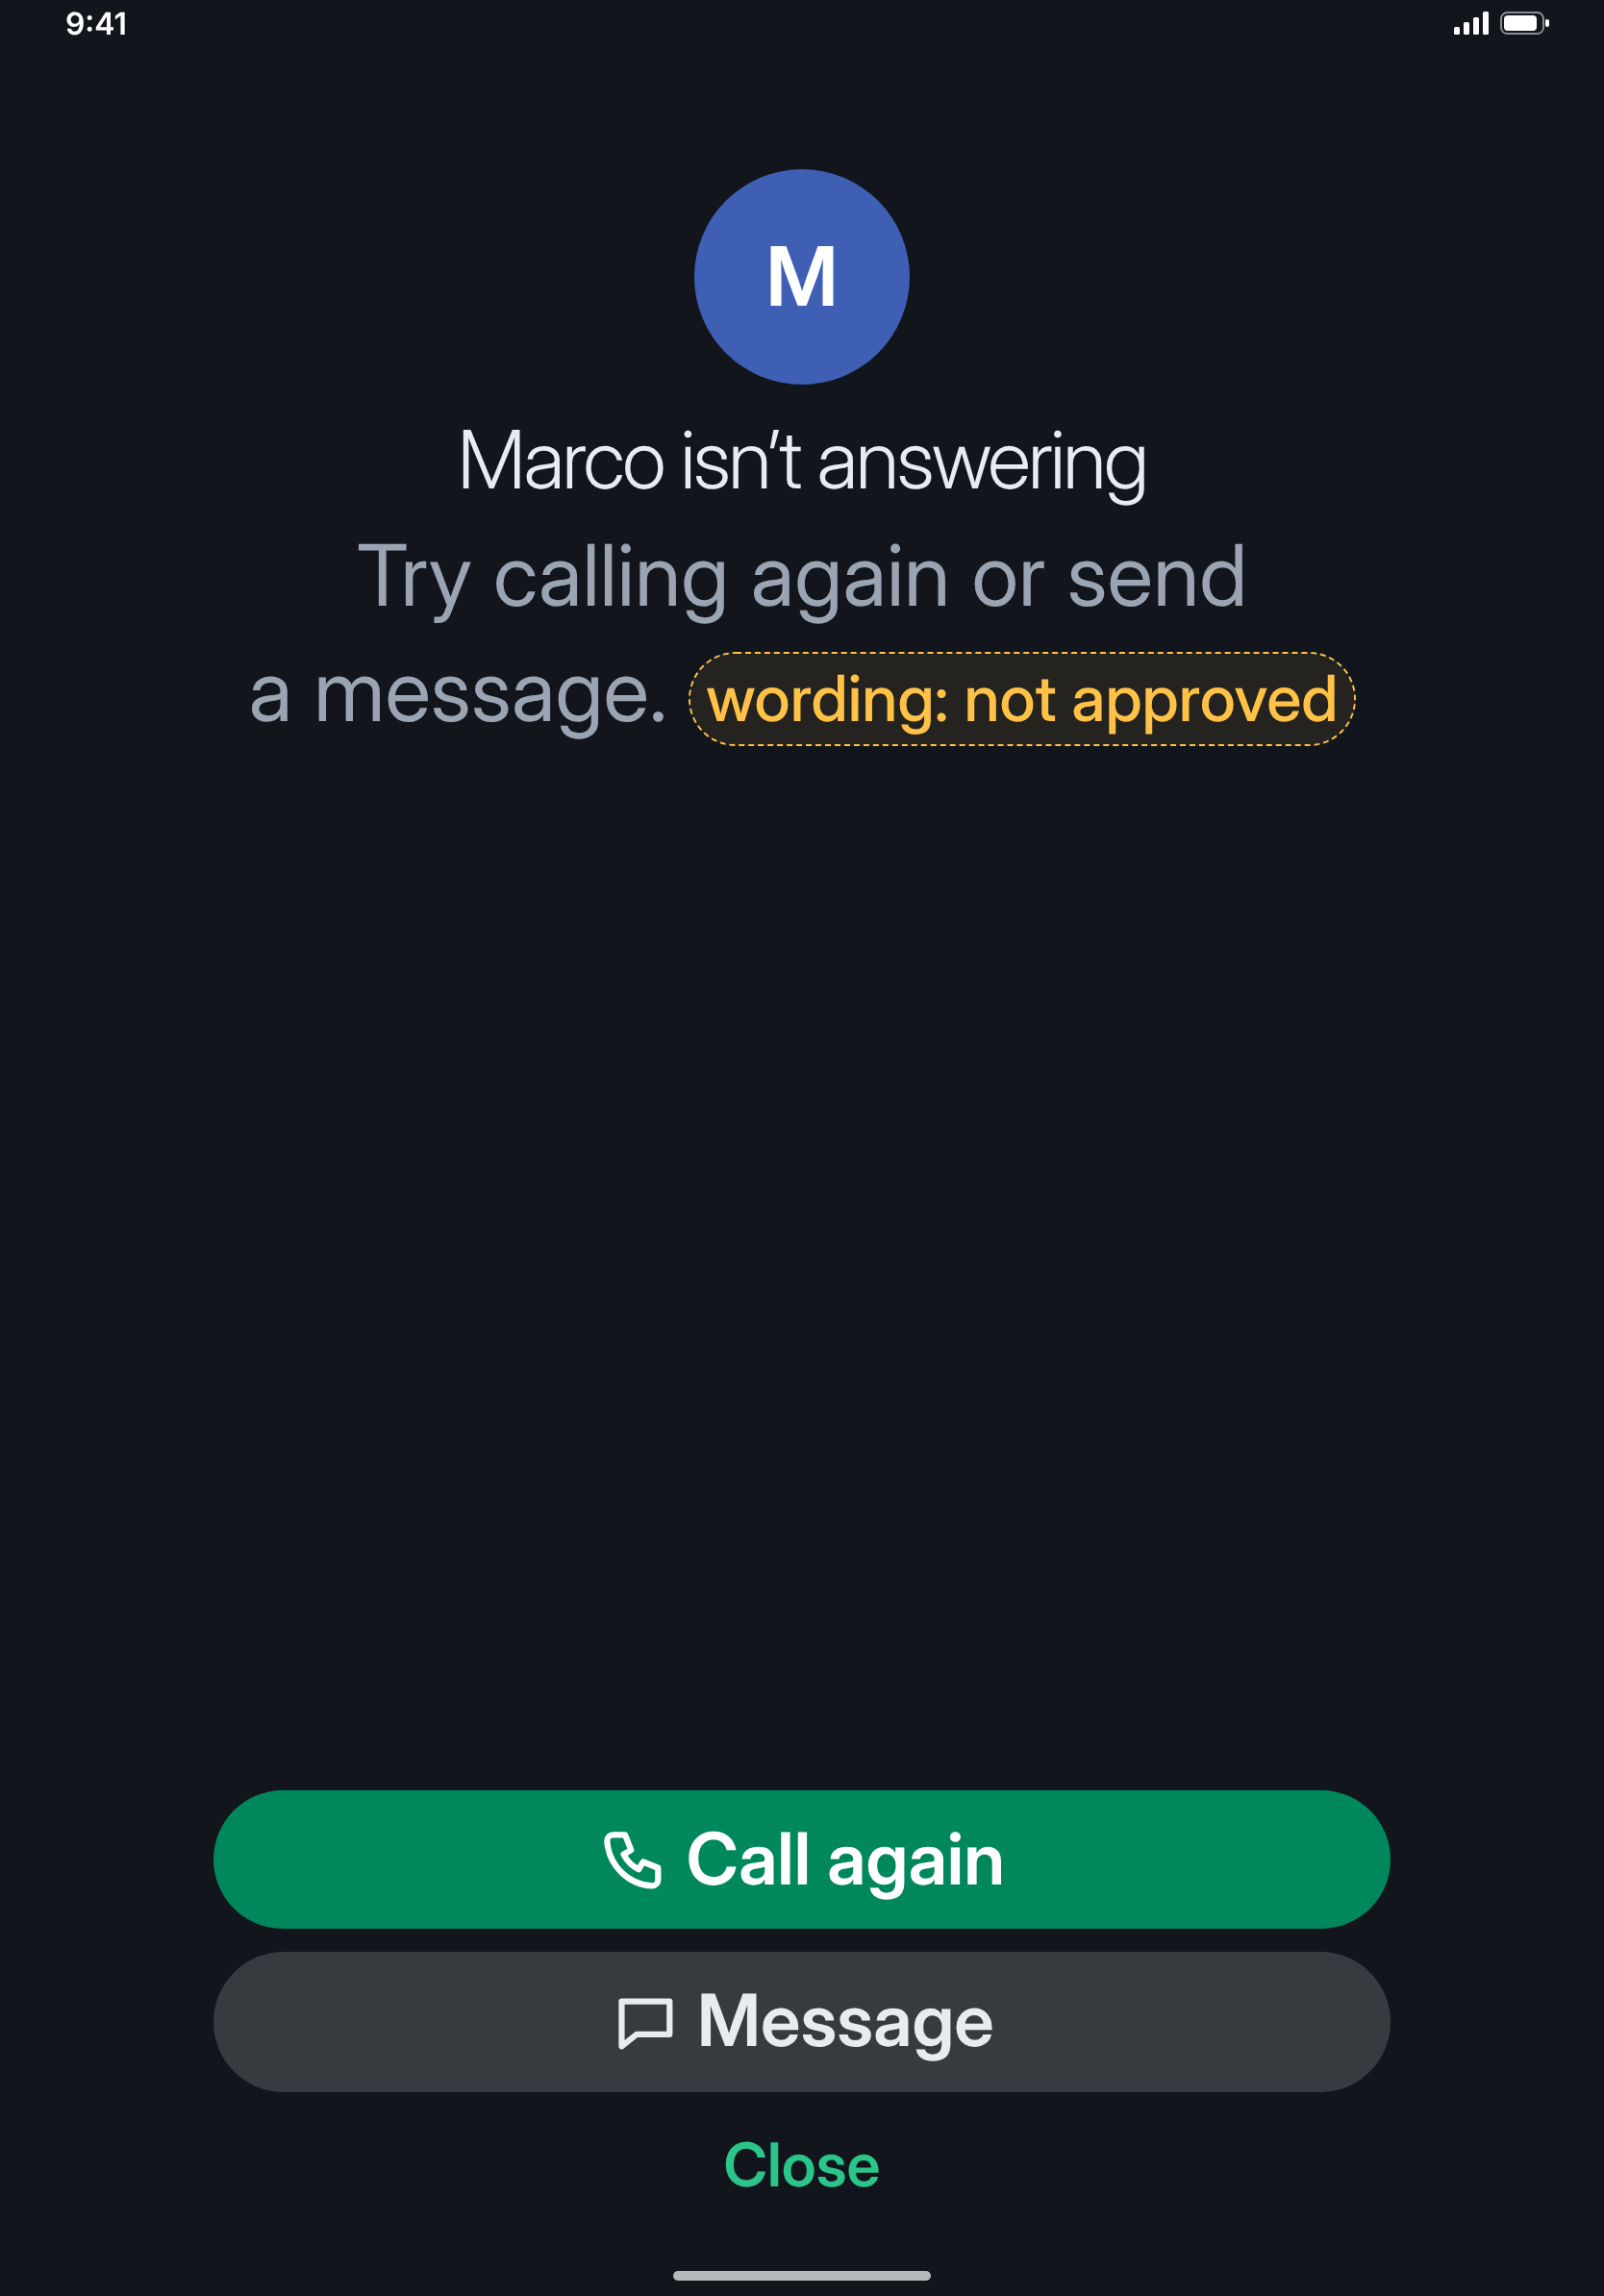 9:41
M
Marco isn’t answering
Try calling again or send
a message. wording: not approved
Call again
Message
Close